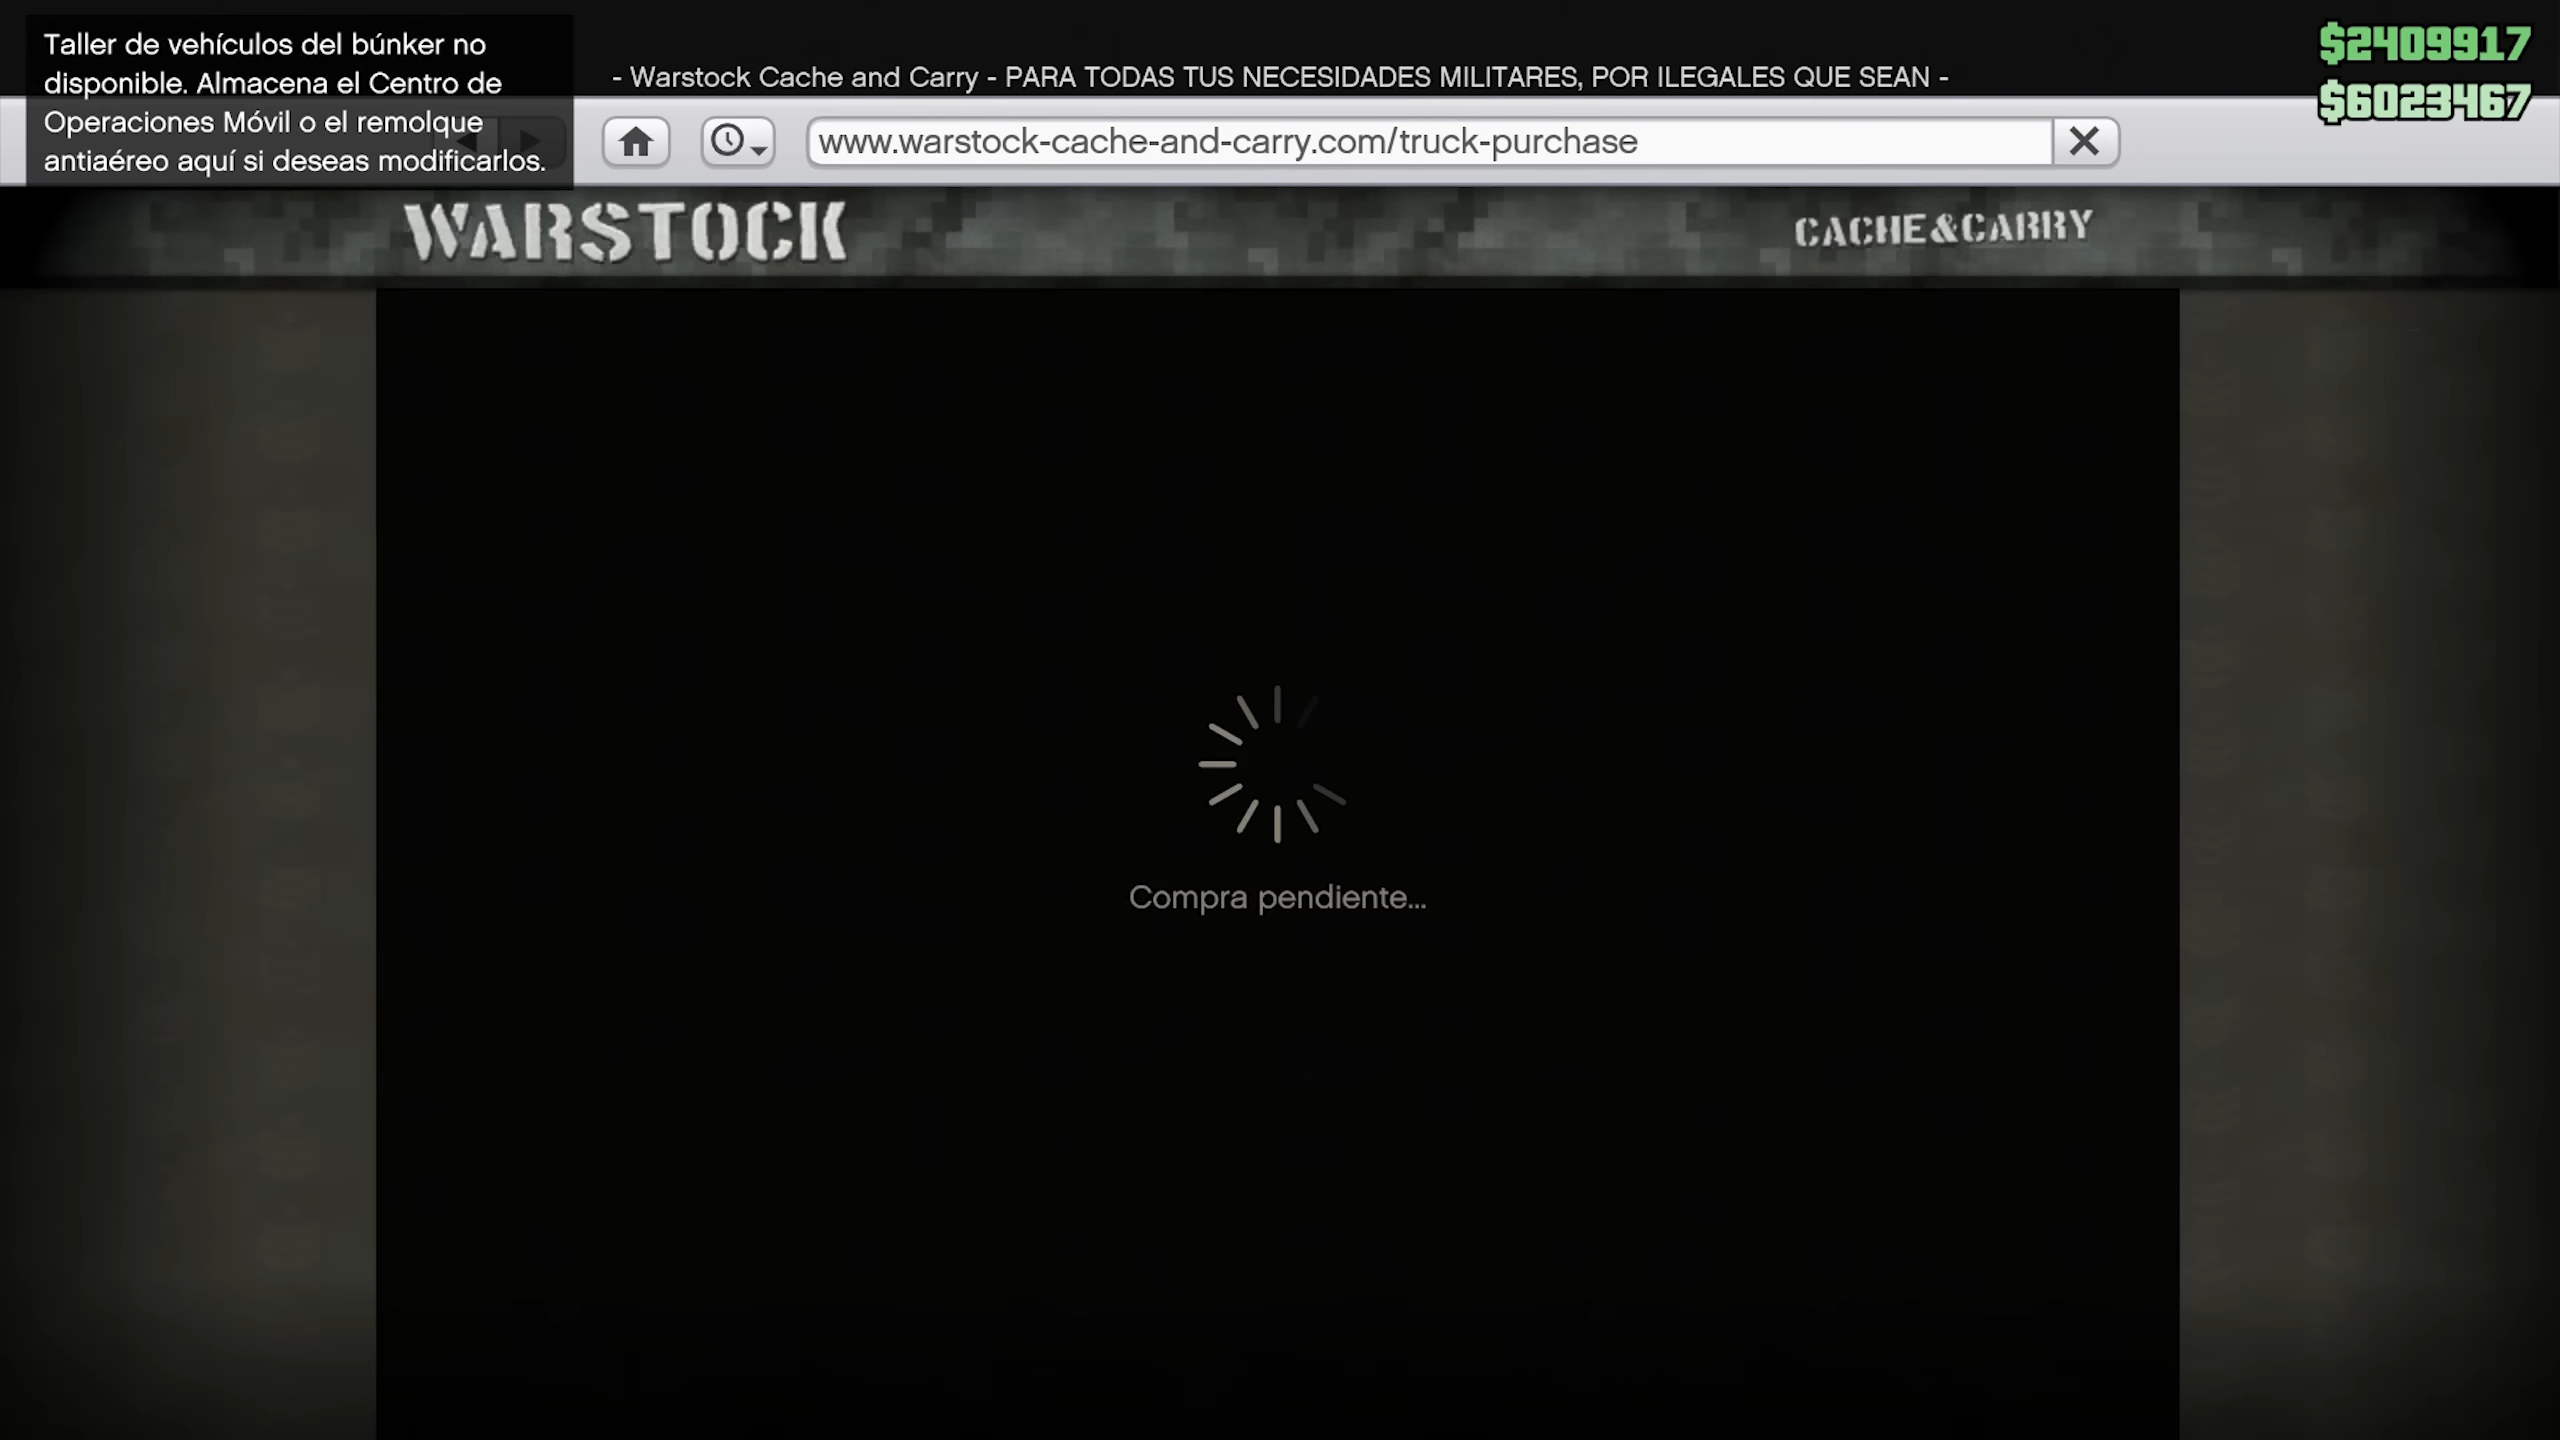 Taller de vehículos del búnker no
disponible. Almacena el Centro de
Operaciones Móvil o el remolque
antiaéreo aquí si deseas modificarlos.
- Warstock Cache and Carry - PARA TODAS TUS NECESIDADES MILITARES, POR ILEGALES QUE SEAN -
$2409917
$6023467
www.warstock-cache-and-carry.com/truck-purchase
WARSTOCK
CACHE&CARRY
Compra pendiente...